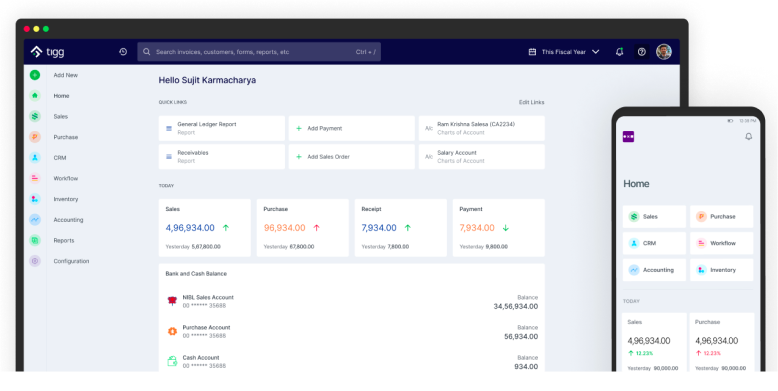 tigg
Search invoices, customers, forms, reports, etc
Ctrl + /
This Fiscal Year
Add New
Home
Sales
Purchase
CRM
Workflow
Inventory
Accounting
Reports
Configuration
Hello Sujit Karmacharya
QUICK LINKS
Edit Links
General Ledger Report
Report
Add Payment
A/c
Ram Krishna Salesa (CA2234)
Charts of Account
Receivables
Report
Add Sales Order
A/c
Salary Account
Charts of Account
TODAY
Sales
4,96,934.00
Yesterday 5,67,800.00
Purchase
96,934.00
Yesterday 67,800.00
Receipt
7,934.00
Yesterday 7,800.00
Payment
7,934.00
Yesterday 9,800.00
Bank and Cash Balance
NIBL Sales Account
00 ****** 35688
Balance
34,56,934.00
Purchase Account
00 ****** 35688
Balance
56,934.00
Cash Account
00 ****** 35688
Balance
934.00
12:28 PM
Home
Sales
Purchase
CRM
Workflow
Accounting
Inventory
TODAY
Sales
4,96,934.00
12.23%
Yesterday 90,000.00
Purchase
4,96,934.00
12.23%
Yesterday 90,000.00